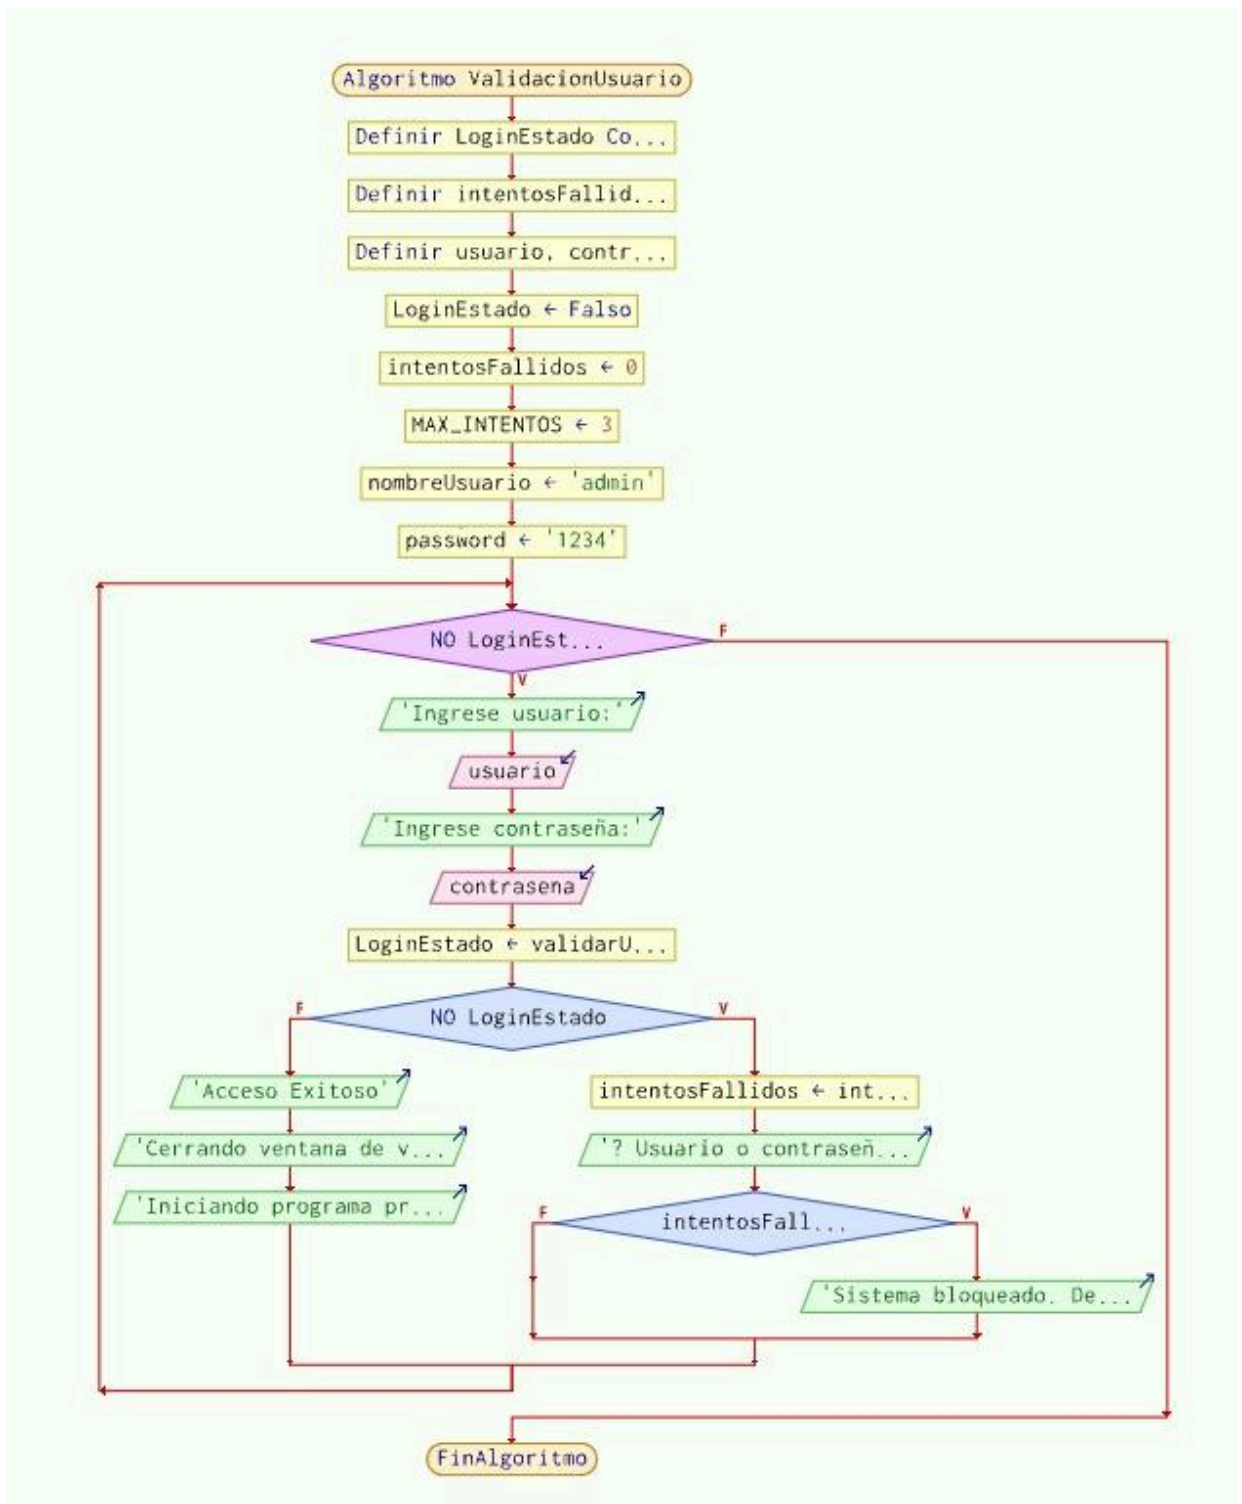 Algoritmo ValidacionUsuario
Definir LoginEstado Co...
Definir intentosFallid...
Definir usuario, contr...
LoginEstado ← Falso
intentosFallidos ← 0
MAX_INTENTOS ← 3
nombreUsuario ← 'admin'
password ← '1234'
NO LoginEst...
F
V
'Ingrese usuario:'
usuario
'Ingrese contraseña:'
contrasena
LoginEstado ← validarU...
F
NO LoginEstado
V
'Acceso Exitoso'
intentosFallidos ← int...
'Cerrando ventana de v...
'? Usuario o contraseñ...
'Iniciando programa pr...
F
intentosFall...
V
'Sistema bloqueado. De...
FinAlgoritmo